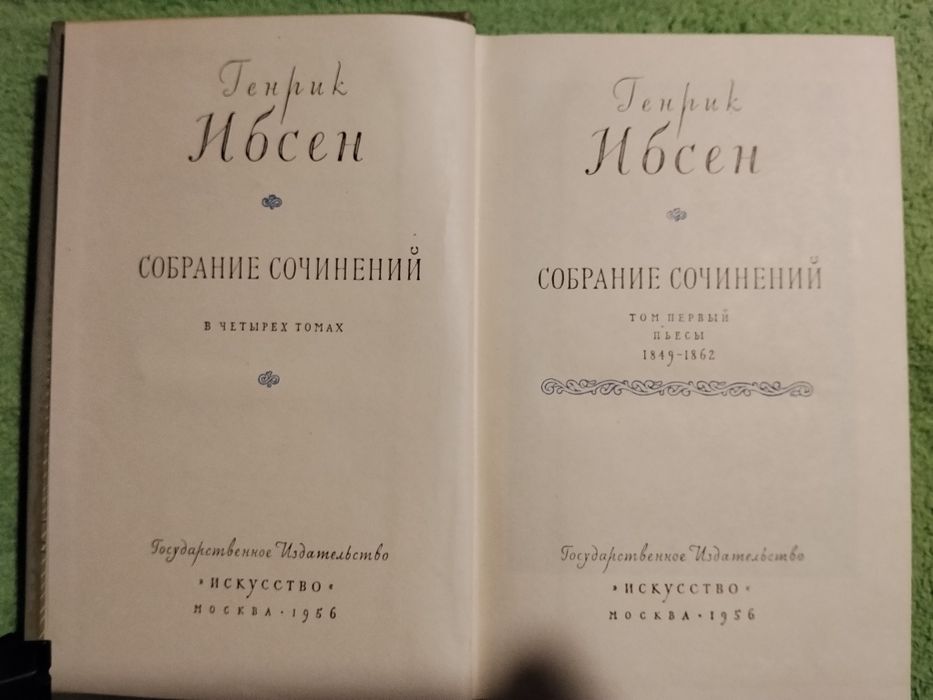 Генрик
Ибсен
СОБРАНИЕ СОЧИНЕНИЙ
В ЧЕТЫРЕХ ТОМАХ
Государственное Издательство
»ИСКУССТВО«
МОСКВА · 1956
Генрик
Ибсен
СОБРАНИЕ СОЧИНЕНИЙ
ТОМ ПЕРВЫЙ
ПЬЕСЫ
1849-1862
Государственное Издательство
»ИСКУССТВО«
МОСКВА · 1956